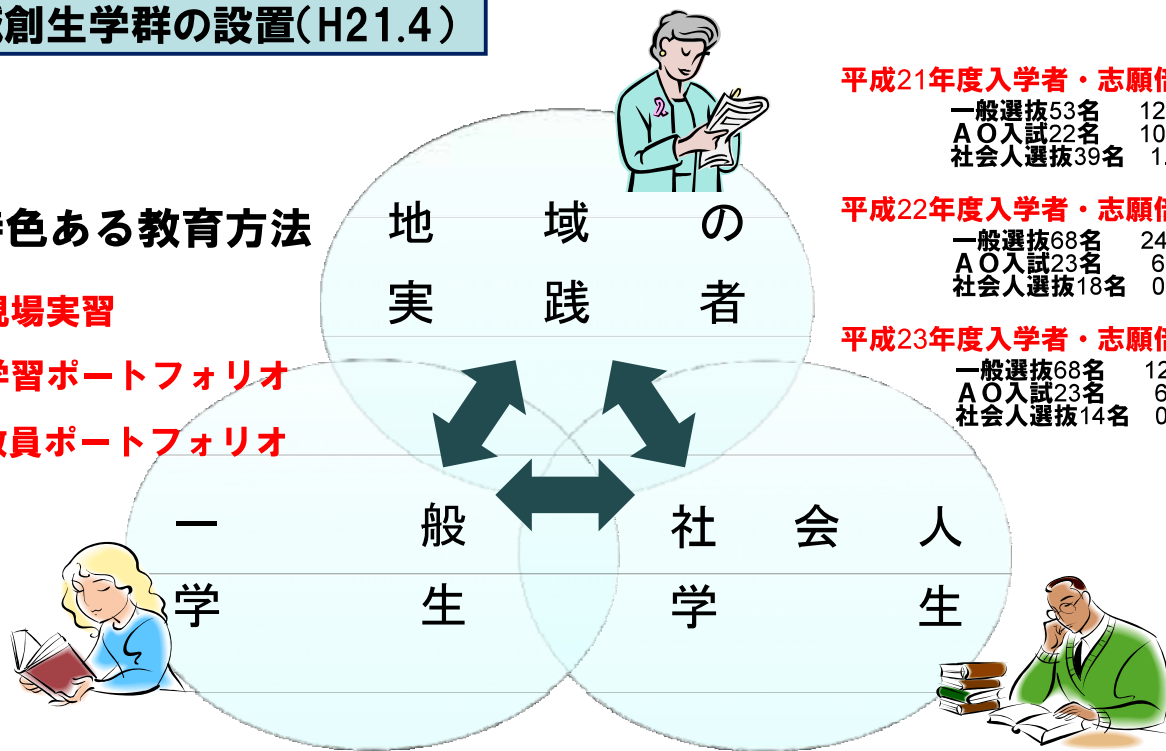 創生学群の設置（H21.4）
平成21年度入学者・志願
一般選抜53名　12
ＡＯ入試22名　10
社会人選抜39名　1.
平成22年度入学者・志願
一般選抜68名　24
ＡＯ入試23名　6
社会人選抜18名　0
平成23年度入学者・志願
一般選抜68名　12
ＡＯ入試23名　6
社会人選抜14名　0
色ある教育方法
現場実習
学習ポートフォリオ
教員ポートフォリオ
地域の
実践者
一般
学生
社会人
学生